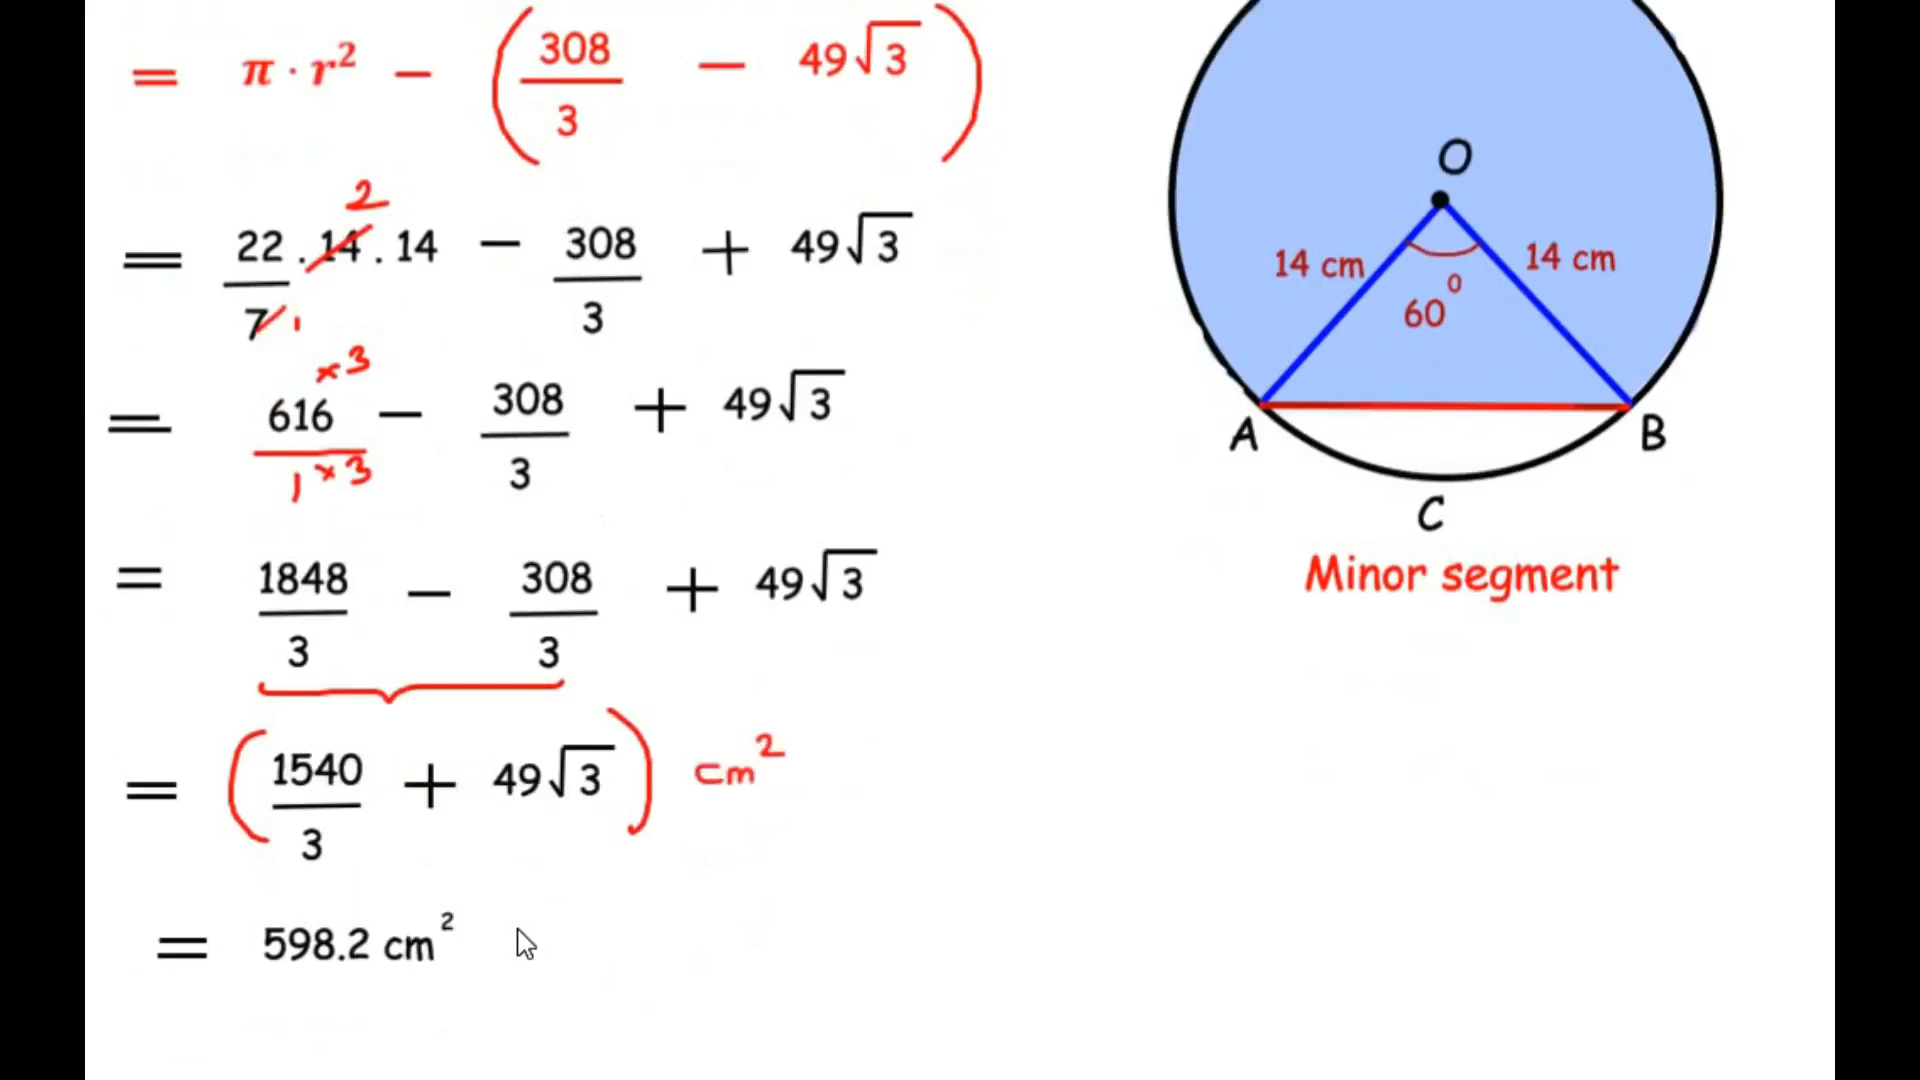 = π · r² − (308/3 − 49√3)
= 22/7 . 14 . 14 − 308/3 + 49√3
2
1
= 616/1 − 308/3 + 49√3
×3
×3
= 1848/3 − 308/3 + 49√3
= (1540/3 + 49√3) cm²
= 598.2 cm²
O
14 cm
14 cm
60°
A
B
C
Minor segment